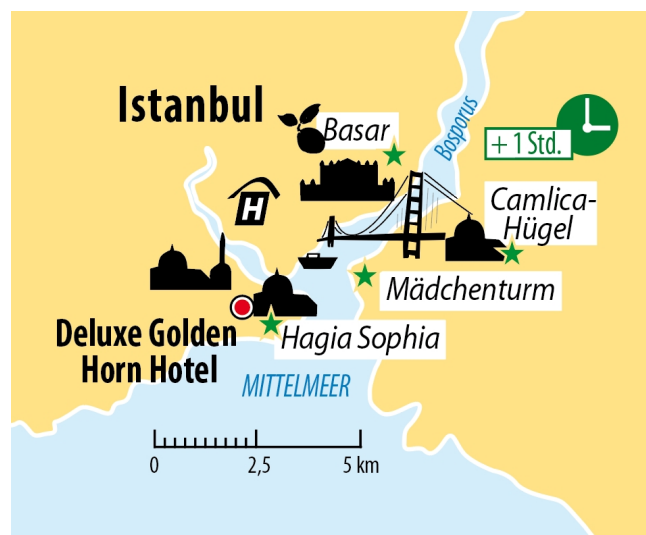 Istanbul
Basar
Bosporus
+ 1 Std.
Camlica-
Hügel
H
Mädchenturm
Deluxe Golden
Horn Hotel
Hagia Sophia
MITTELMEER
0 2,5 5 km